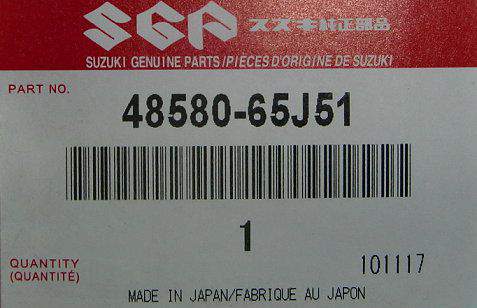 SGP スズキ純正部品
SUZUKI GENUINE PARTS/PIECES D'ORIGINE DE SUZUKI
PART NO.
48580-65J51
1
QUANTITY
(QUANTITÉ)
101117
MADE IN JAPAN/FABRIQUE AU JAPON